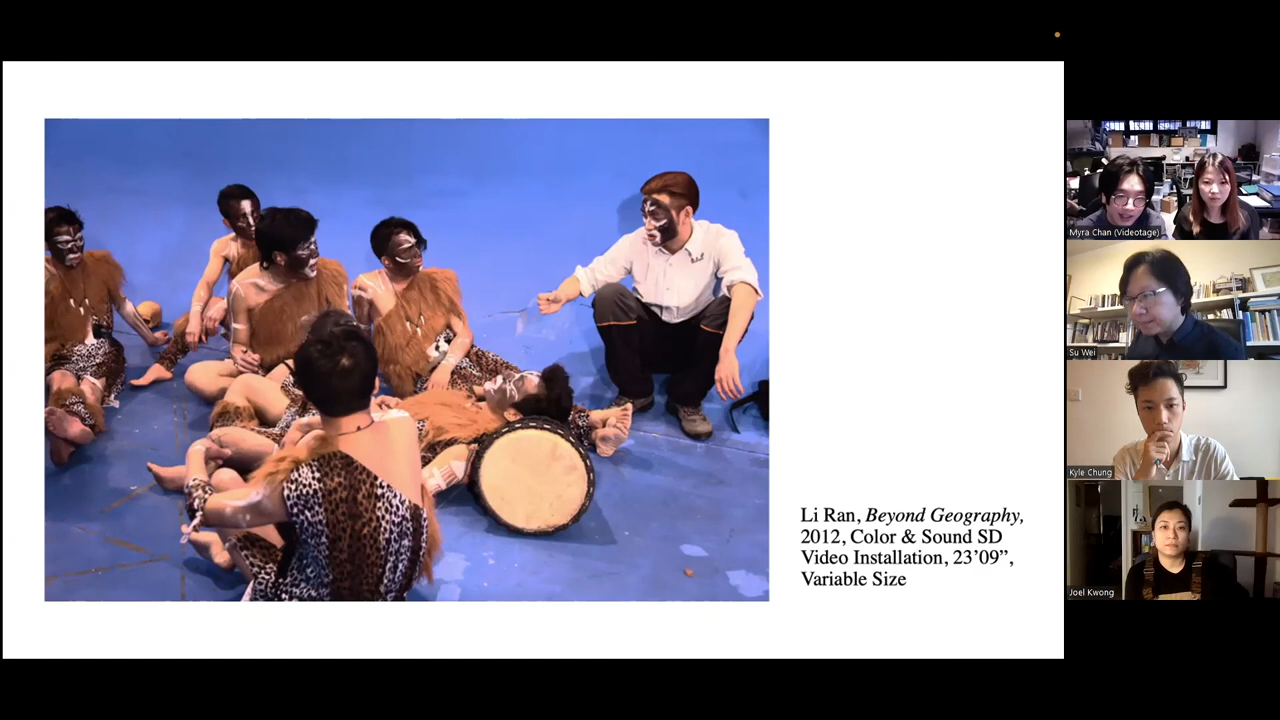 Li Ran, Beyond Geography,
2012, Color & Sound SD
Video Installation, 23’09”,
Variable Size
Myra Chan (Videotage)
Su Wei
Kyle Chung
Joel Kwong